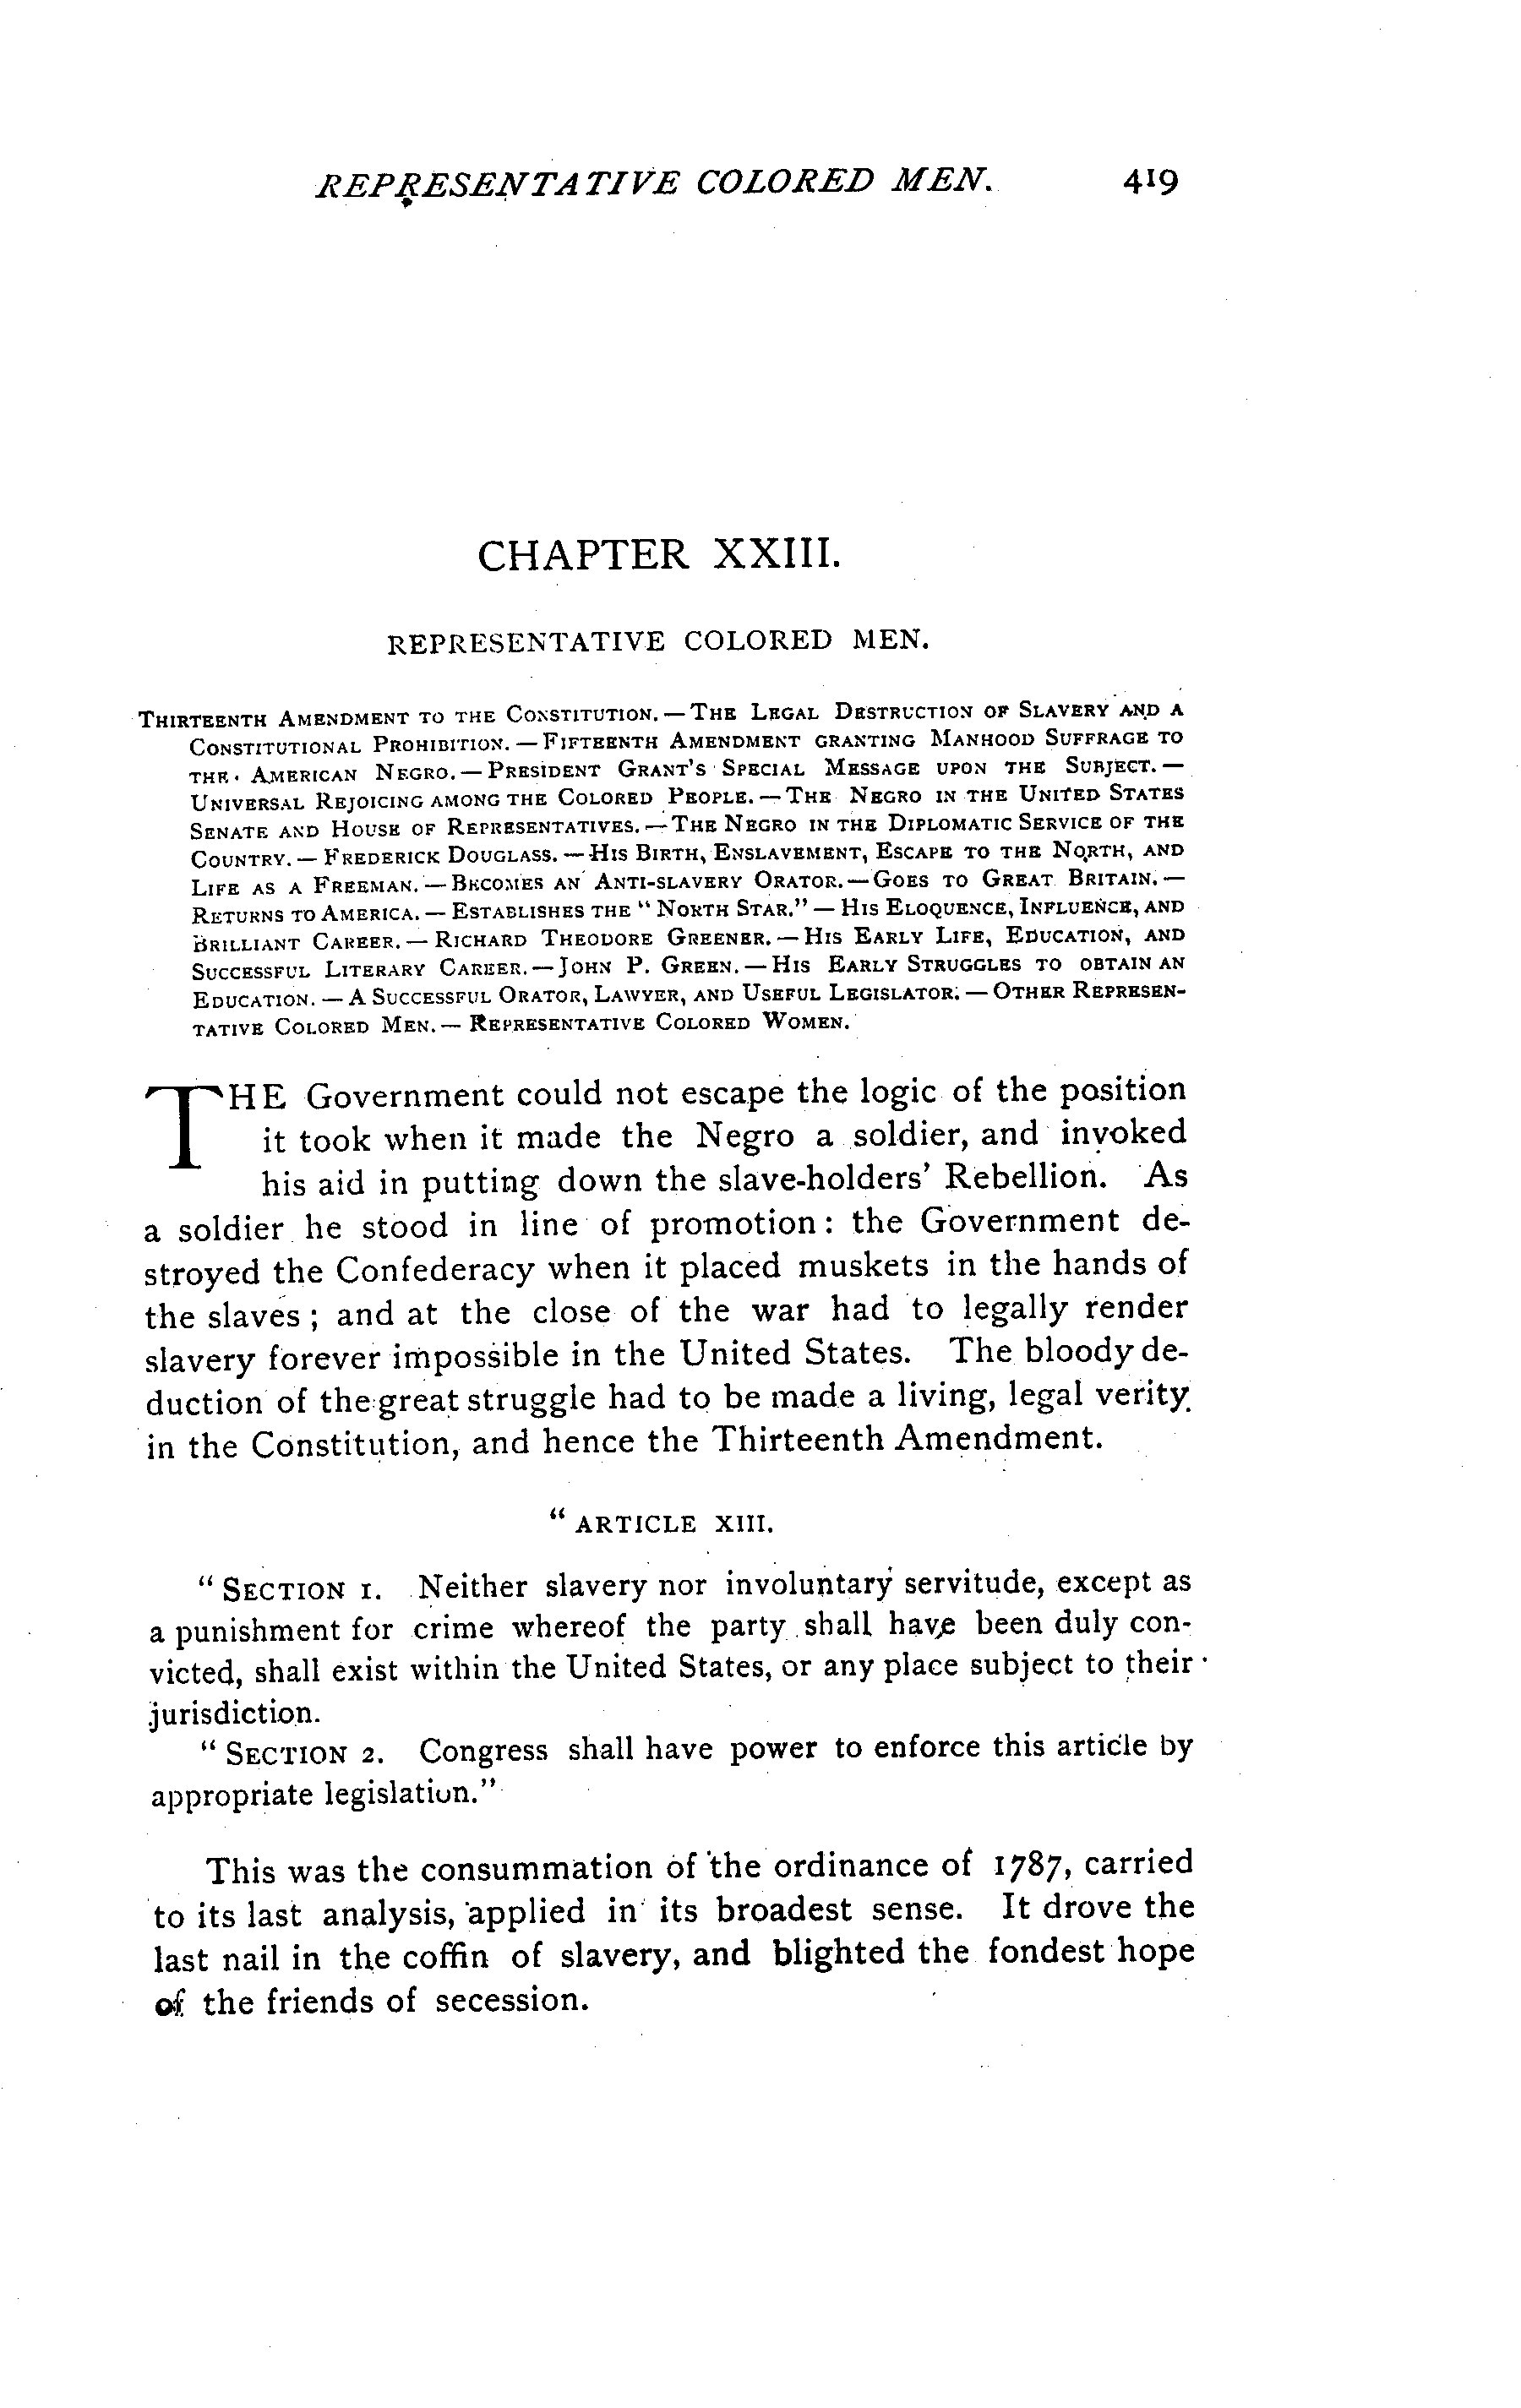 REPRESENTATIVE COLORED MEN. 419
CHAPTER XXIII.
REPRESENTATIVE COLORED MEN.
THIRTEENTH AMENDMENT TO THE CONSTITUTION. — THE LEGAL DESTRUCTION OF SLAVERY AND A
CONSTITUTIONAL PROHIBITION. — FIFTEENTH AMENDMENT GRANTING MANHOOD SUFFRAGE TO
THE AMERICAN NEGRO. — PRESIDENT GRANT'S SPECIAL MESSAGE UPON THE SUBJECT. —
UNIVERSAL REJOICING AMONG THE COLORED PEOPLE. — THE NEGRO IN THE UNITED STATES
SENATE AND HOUSE OF REPRESENTATIVES. — THE NEGRO IN THE DIPLOMATIC SERVICE OF THE
COUNTRY. — FREDERICK DOUGLASS. — HIS BIRTH, ENSLAVEMENT, ESCAPE TO THE NORTH, AND
LIFE AS A FREEMAN. — BECOMES AN ANTI-SLAVERY ORATOR. — GOES TO GREAT BRITAIN. —
RETURNS TO AMERICA. — ESTABLISHES THE "NORTH STAR." — HIS ELOQUENCE, INFLUENCE, AND
BRILLIANT CAREER. — RICHARD THEODORE GREENER. — HIS EARLY LIFE, EDUCATION, AND
SUCCESSFUL LITERARY CAREER. — JOHN P. GREEN. — HIS EARLY STRUGGLES TO OBTAIN AN
EDUCATION. — A SUCCESSFUL ORATOR, LAWYER, AND USEFUL LEGISLATOR. — OTHER REPRESEN-
TATIVE COLORED MEN. — REPRESENTATIVE COLORED WOMEN.
THE Government could not escape the logic of the position
it took when it made the Negro a soldier, and invoked
his aid in putting down the slave-holders' Rebellion. As
a soldier he stood in line of promotion: the Government de-
stroyed the Confederacy when it placed muskets in the hands of
the slaves; and at the close of the war had to legally render
slavery forever impossible in the United States. The bloody de-
duction of the great struggle had to be made a living, legal verity
in the Constitution, and hence the Thirteenth Amendment.
"ARTICLE XIII.
"SECTION 1. Neither slavery nor involuntary servitude, except as
a punishment for crime whereof the party shall have been duly con-
victed, shall exist within the United States, or any place subject to their
jurisdiction.
"SECTION 2. Congress shall have power to enforce this article by
appropriate legislation."
This was the consummation of the ordinance of 1787, carried
to its last analysis, applied in its broadest sense. It drove the
last nail in the coffin of slavery, and blighted the fondest hope
of the friends of secession.